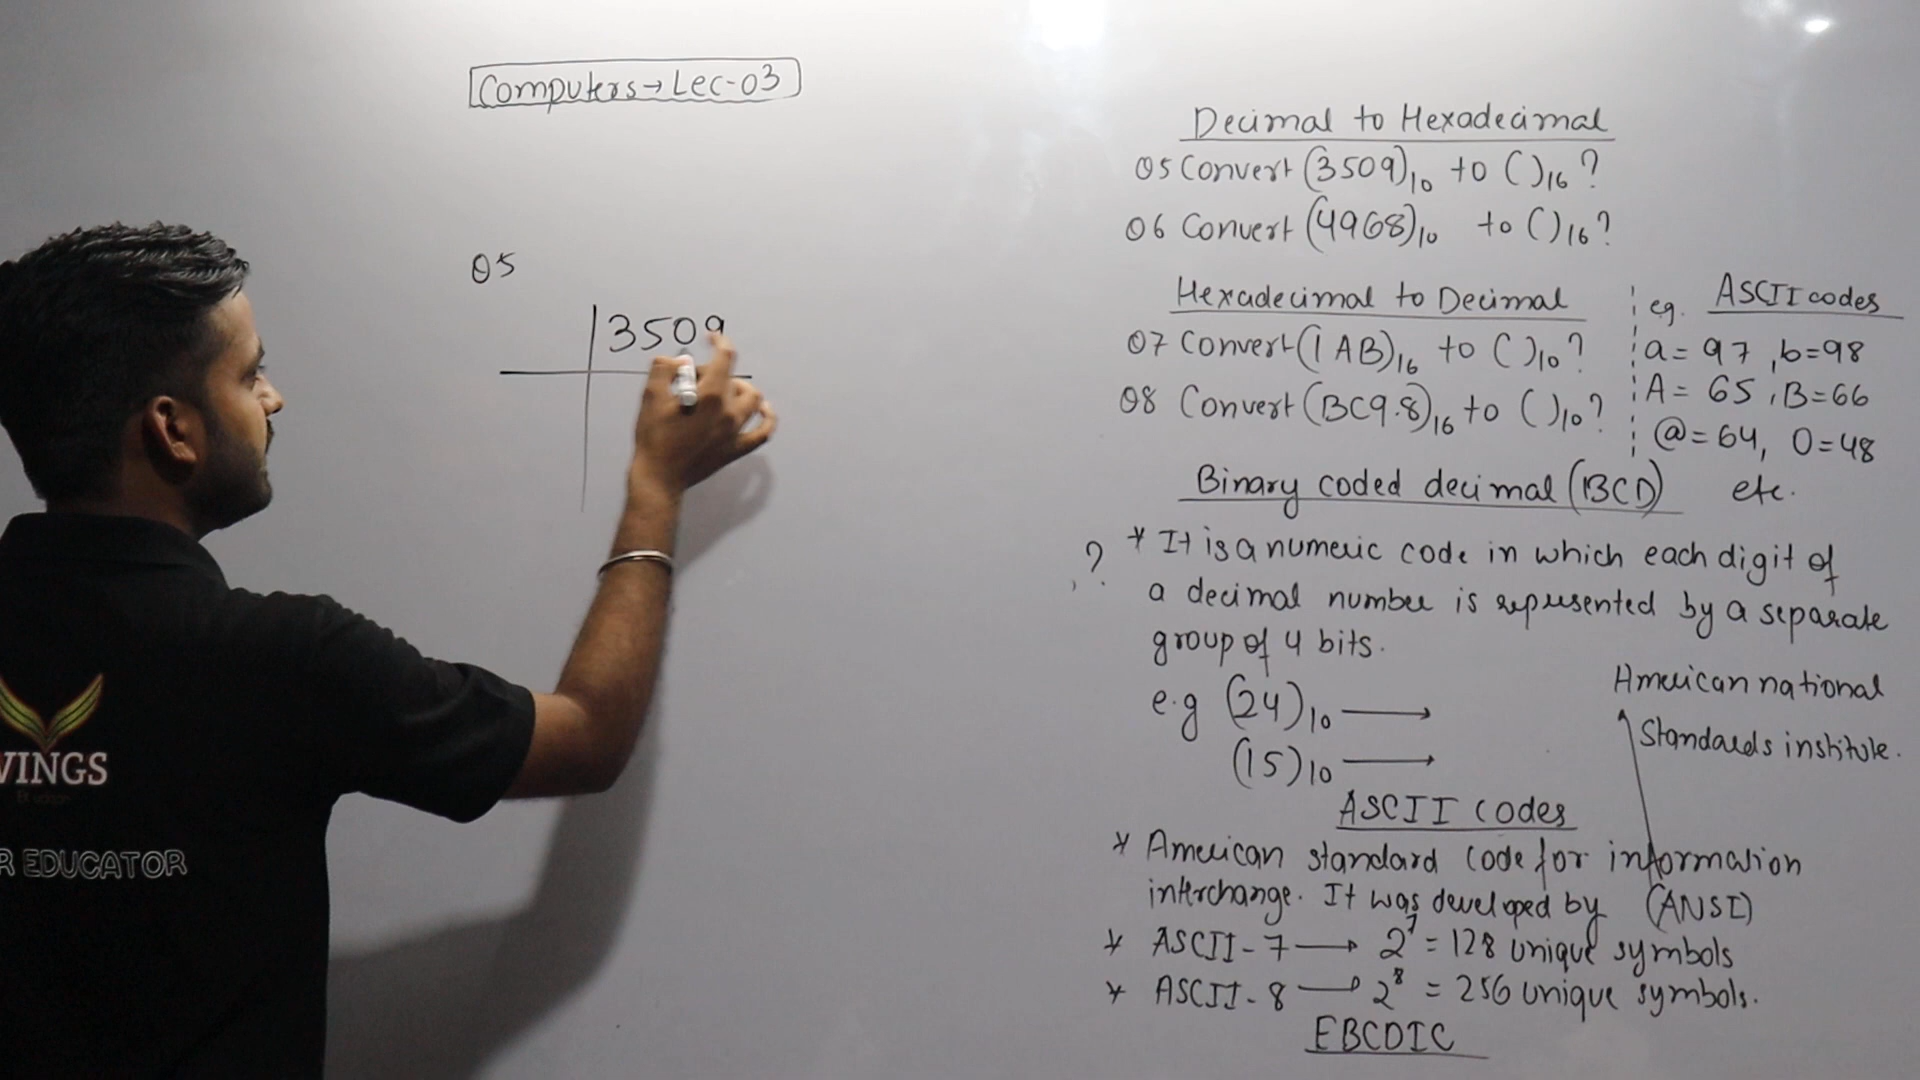 Computers → Lec-03
05
3509
Decimal to Hexadecimal
05 Convert (3509)10 to ( )16 ?
06 Convert (4968)10 to ( )16 ?
Hexadecimal to Decimal
07 Convert (1AB)16 to ( )10 ?
08 Convert (BC9.8)16 to ( )10 ?
eg. ASCII codes
a = 97, b = 98
A = 65, B = 66
@ = 64, 0 = 48
etc.
Binary coded decimal (BCD)
? * It is a numeric code in which each digit of
a decimal number is represented by a separate
group of 4 bits.
e.g (24)10 →
(15)10 →
American national
Standards institute.
ASCII Codes
* American standard code for information
interchange. It was developed by (ANSI)
* ASCII-7 → 2^7 = 128 unique symbols
* ASCII-8 → 2^8 = 256 unique symbols.
EBCDIC
WINGS
R EDUCATOR